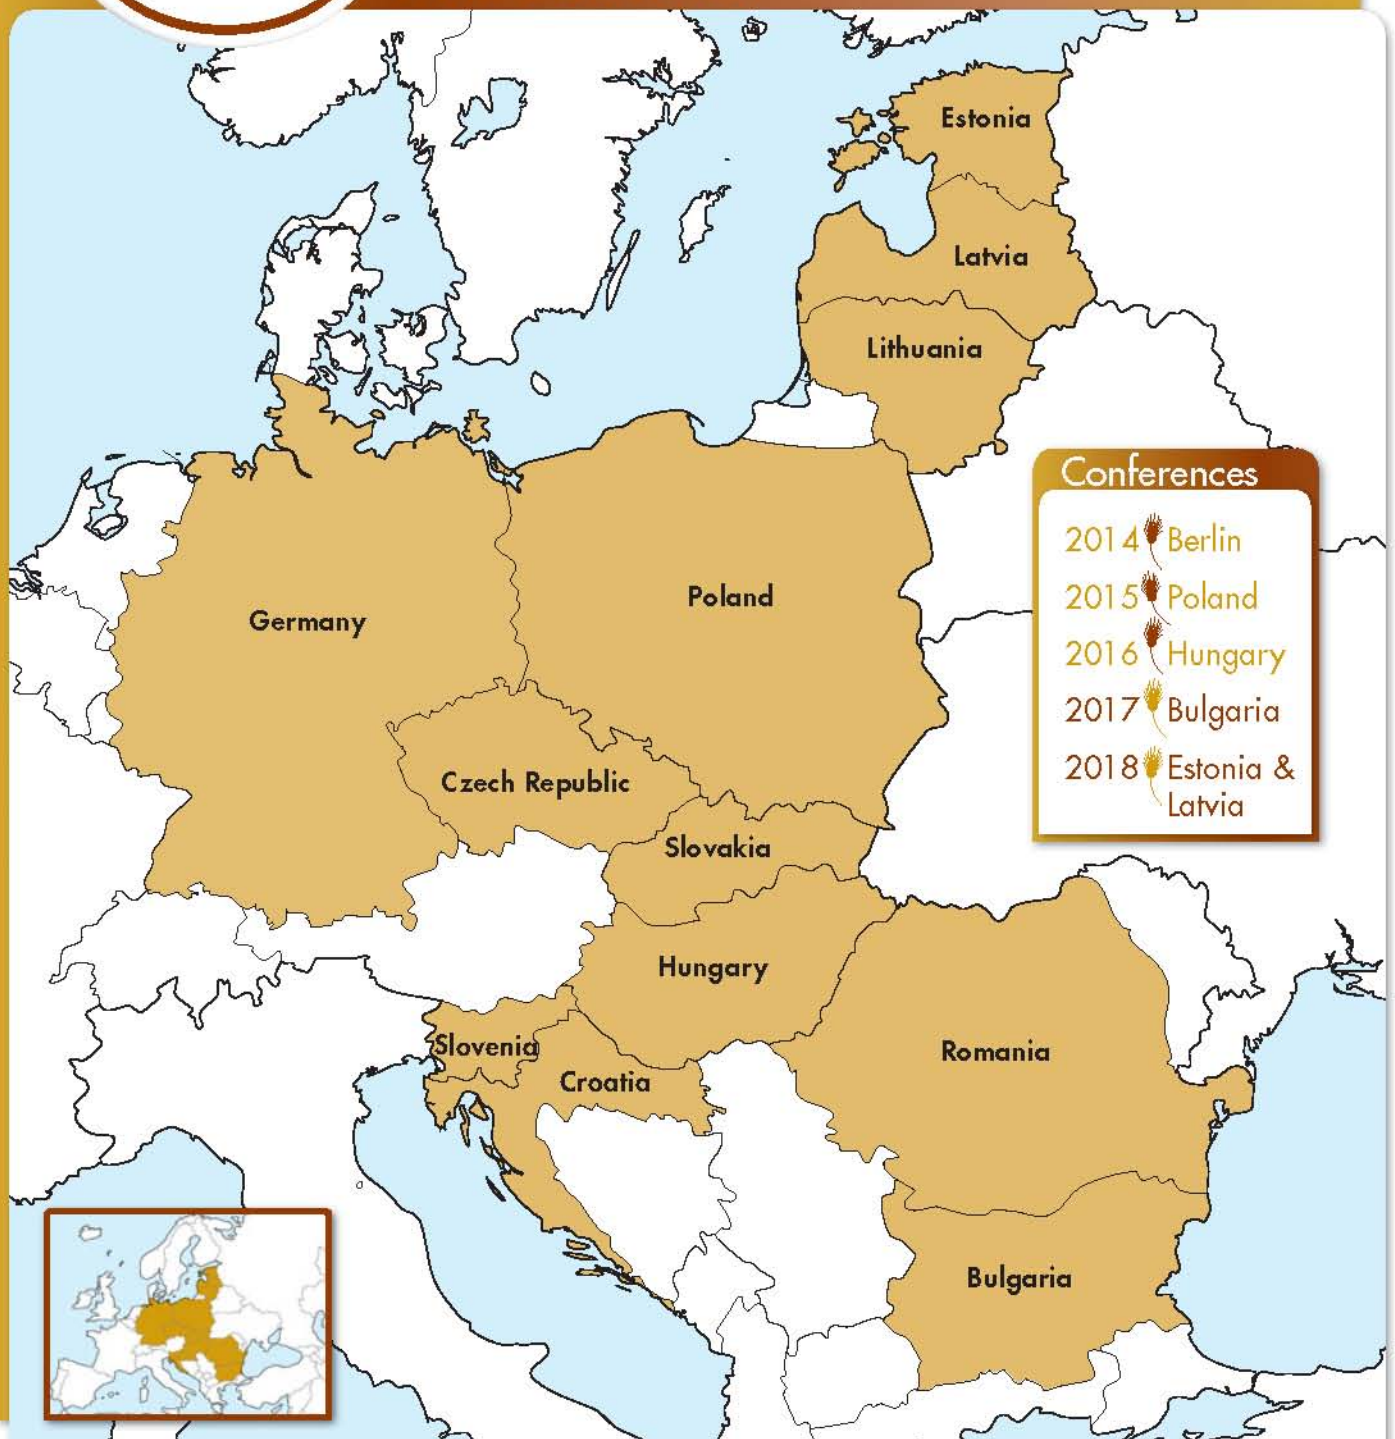 Estonia
Latvia
Lithuania
Conferences
2014 Berlin
2015 Poland
2016 Hungary
2017 Bulgaria
2018 Estonia &
Latvia
Germany
Poland
Czech Republic
Slovakia
Hungary
Slovenia
Croatia
Romania
Bulgaria